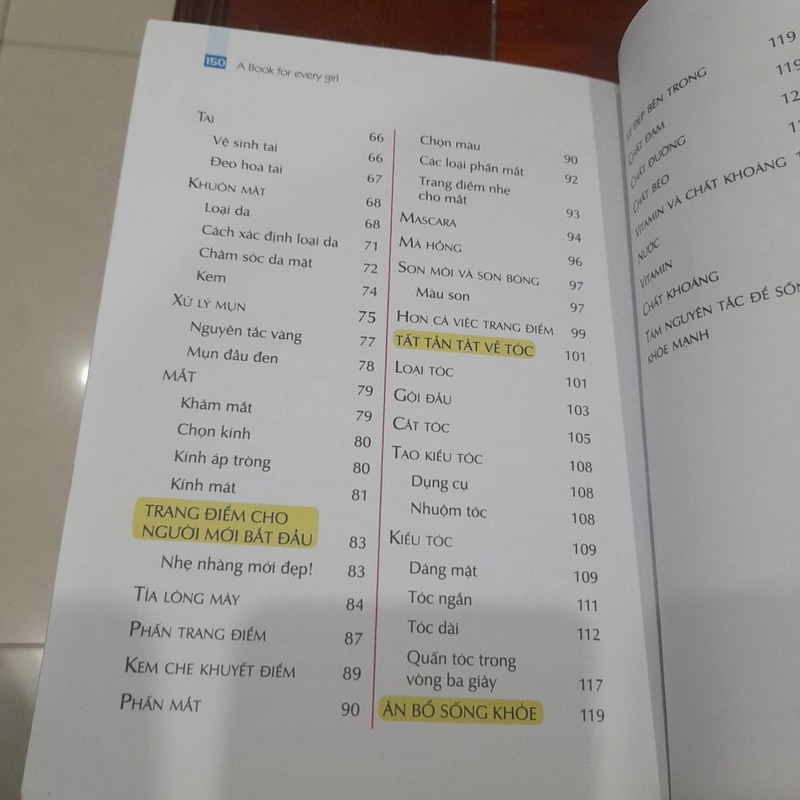 150 A Book for every girl
TAI 66
Vệ sinh tai 66
Đeo hoa tai 67
KHUÔN MẶT 68
Loại da 68
Cách xác định loại da 71
Chăm sóc da mặt 72
Kem 74
XỬ LÝ MỤN 75
Nguyên tắc vàng 77
Mụn đầu đen 78
MẮT 79
Khám mắt 79
Chọn kính 80
Kính áp tròng 80
Kính mát 81
TRANG ĐIỂM CHO
NGƯỜI MỚI BẮT ĐẦU 83
Nhẹ nhàng mới đẹp! 83
TỈA LÔNG MÀY 84
PHẤN TRANG ĐIỂM 87
KEM CHE KHUYẾT ĐIỂM 89
PHẤN MẮT 90
Chọn màu 90
Các loại phấn mắt 92
Trang điểm nhẹ
cho mắt 93
MASCARA 94
MÁ HỒNG 96
SON MÔI VÀ SON BÓNG 97
Màu son 97
HƠN CẢ VIỆC TRANG ĐIỂM 99
TẤT TẦN TẬT VỀ TÓC 101
LOẠI TÓC 101
GỘI ĐẦU 103
CẮT TÓC 105
TẠO KIỂU TÓC 108
Dụng cụ 108
Nhuộm tóc 108
KIỂU TÓC 109
Dáng mặt 109
Tóc ngắn 111
Tóc dài 112
Quấn tóc trong
vòng ba giây 117
ĂN BỔ SỐNG KHỎE 119
VẺ ĐẸP BÊN TRONG 119
CHẤT ĐẠM 119
CHẤT ĐƯỜNG
CHẤT BÉO
VITAMIN VÀ CHẤT KHOÁNG
NƯỚC
VITAMIN
CHẤT KHOÁNG
TÁM NGUYÊN TẮC ĐỂ SỐNG
KHỎE MẠNH